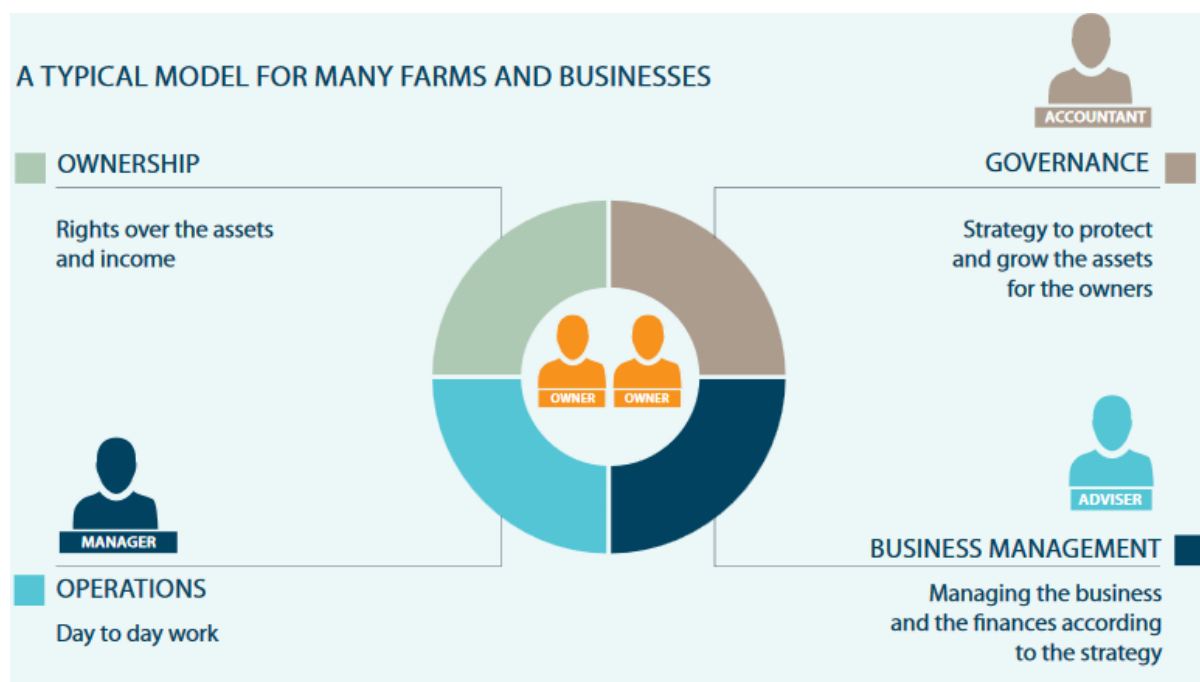 A TYPICAL MODEL FOR MANY FARMS AND BUSINESSES
ACCOUNTANT
OWNERSHIP
Rights over the assets
and income
GOVERNANCE
Strategy to protect
and grow the assets
for the owners
OWNER
OWNER
MANAGER
OPERATIONS
Day to day work
ADVISER
BUSINESS MANAGEMENT
Managing the business
and the finances according
to the strategy